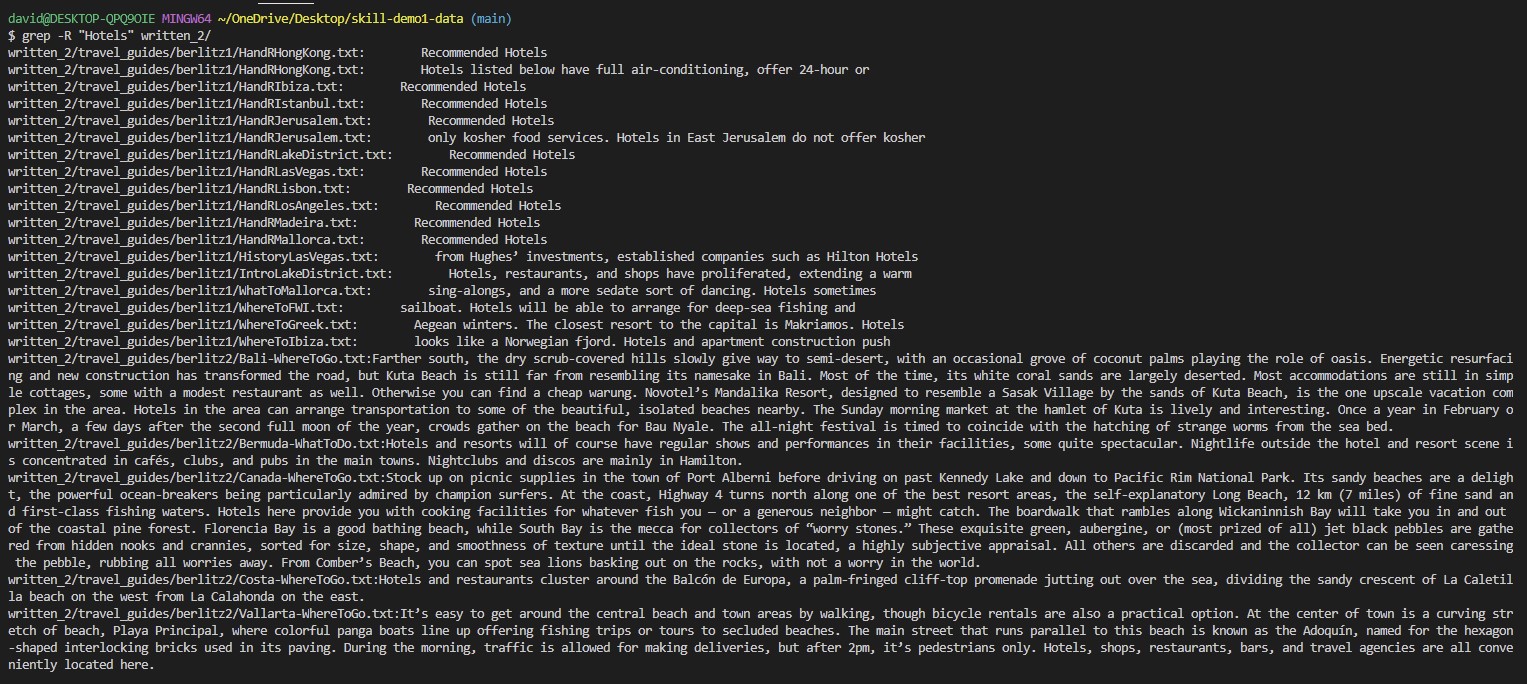 david@DESKTOP-QPQ9OIE MINGW64 ~/OneDrive/Desktop/skill-demo1-data (main)
$ grep -R "Hotels" written_2/
written_2/travel_guides/berlitz1/HandRHongKong.txt:        Recommended Hotels
written_2/travel_guides/berlitz1/HandRHongKong.txt:        Hotels listed below have full air-conditioning, offer 24-hour or
written_2/travel_guides/berlitz1/HandRIbiza.txt:        Recommended Hotels
written_2/travel_guides/berlitz1/HandRIstanbul.txt:        Recommended Hotels
written_2/travel_guides/berlitz1/HandRJerusalem.txt:        Recommended Hotels
written_2/travel_guides/berlitz1/HandRJerusalem.txt:        only kosher food services. Hotels in East Jerusalem do not offer kosher
written_2/travel_guides/berlitz1/HandRLakeDistrict.txt:        Recommended Hotels
written_2/travel_guides/berlitz1/HandRLasVegas.txt:        Recommended Hotels
written_2/travel_guides/berlitz1/HandRLisbon.txt:        Recommended Hotels
written_2/travel_guides/berlitz1/HandRLosAngeles.txt:        Recommended Hotels
written_2/travel_guides/berlitz1/HandRMadeira.txt:        Recommended Hotels
written_2/travel_guides/berlitz1/HandRMallorca.txt:        Recommended Hotels
written_2/travel_guides/berlitz1/HistoryLasVegas.txt:        from Hughes’ investments, established companies such as Hilton Hotels
written_2/travel_guides/berlitz1/IntroLakeDistrict.txt:        Hotels, restaurants, and shops have proliferated, extending a warm
written_2/travel_guides/berlitz1/WhatToMallorca.txt:        sing-alongs, and a more sedate sort of dancing. Hotels sometimes
written_2/travel_guides/berlitz1/WhereToFWI.txt:        sailboat. Hotels will be able to arrange for deep-sea fishing and
written_2/travel_guides/berlitz1/WhereToGreek.txt:        Aegean winters. The closest resort to the capital is Makriamos. Hotels
written_2/travel_guides/berlitz1/WhereToIbiza.txt:        looks like a Norwegian fjord. Hotels and apartment construction push
written_2/travel_guides/berlitz2/Bali-WhereToGo.txt:Farther south, the dry scrub-covered hills slowly give way to semi-desert, with an occasional grove of coconut palms playing the role of oasis. Energetic resurfaci
ng and new construction has transformed the road, but Kuta Beach is still far from resembling its namesake in Bali. Most of the time, its white coral sands are largely deserted. Most accommodations are still in simp
le cottages, some with a modest restaurant as well. Otherwise you can find a cheap warung. Novotel’s Mandalika Resort, designed to resemble a Sasak Village by the sands of Kuta Beach, is the one upscale vacation com
plex in the area. Hotels in the area can arrange transportation to some of the beautiful, isolated beaches nearby. The Sunday morning market at the hamlet of Kuta is lively and interesting. Once a year in February o
r March, a few days after the second full moon of the year, crowds gather on the beach for Bau Nyale. The all-night festival is timed to coincide with the hatching of strange worms from the sea bed.
written_2/travel_guides/berlitz2/Bermuda-WhatToDo.txt:Hotels and resorts will of course have regular shows and performances in their facilities, some quite spectacular. Nightlife outside the hotel and resort scene i
s concentrated in cafés, clubs, and pubs in the main towns. Nightclubs and discos are mainly in Hamilton.
written_2/travel_guides/berlitz2/Canada-WhereToGo.txt:Stock up on picnic supplies in the town of Port Alberni before driving on past Kennedy Lake and down to Pacific Rim National Park. Its sandy beaches are a deligh
t, the powerful ocean-breakers being particularly admired by champion surfers. At the coast, Highway 4 turns north along one of the best resort areas, the self-explanatory Long Beach, 12 km (7 miles) of fine sand an
d first-class fishing waters. Hotels here provide you with cooking facilities for whatever fish you — or a generous neighbor — might catch. The boardwalk that rambles along Wickaninnish Bay will take you in and out
of the coastal pine forest. Florencia Bay is a good bathing beach, while South Bay is the mecca for collectors of “worry stones.” These exquisite green, aubergine, or (most prized of all) jet black pebbles are gathe
red from hidden nooks and crannies, sorted for size, shape, and smoothness of texture until the ideal stone is located, a highly subjective appraisal. All others are discarded and the collector can be seen caressing
 the pebble, rubbing all worries away. From Comber’s Beach, you can spot sea lions basking out on the rocks, with not a worry in the world.
written_2/travel_guides/berlitz2/Costa-WhereToGo.txt:Hotels and restaurants cluster around the Balcón de Europa, a palm-fringed cliff-top promenade jutting out over the sea, dividing the sandy crescent of La Caletil
la beach on the west from La Calahonda on the east.
written_2/travel_guides/berlitz2/Vallarta-WhereToGo.txt:It’s easy to get around the central beach and town areas by walking, though bicycle rentals are also a practical option. At the center of town is a curving str
etch of beach, Playa Principal, where colorful panga boats line up offering fishing trips or tours to secluded beaches. The main street that runs parallel to this beach is known as the Adoquín, named for the hexagon
-shaped interlocking bricks used in its paving. During the morning, traffic is allowed for making deliveries, but after 2pm, it’s pedestrians only. Hotels, shops, restaurants, bars, and travel agencies are all conve
niently located here.